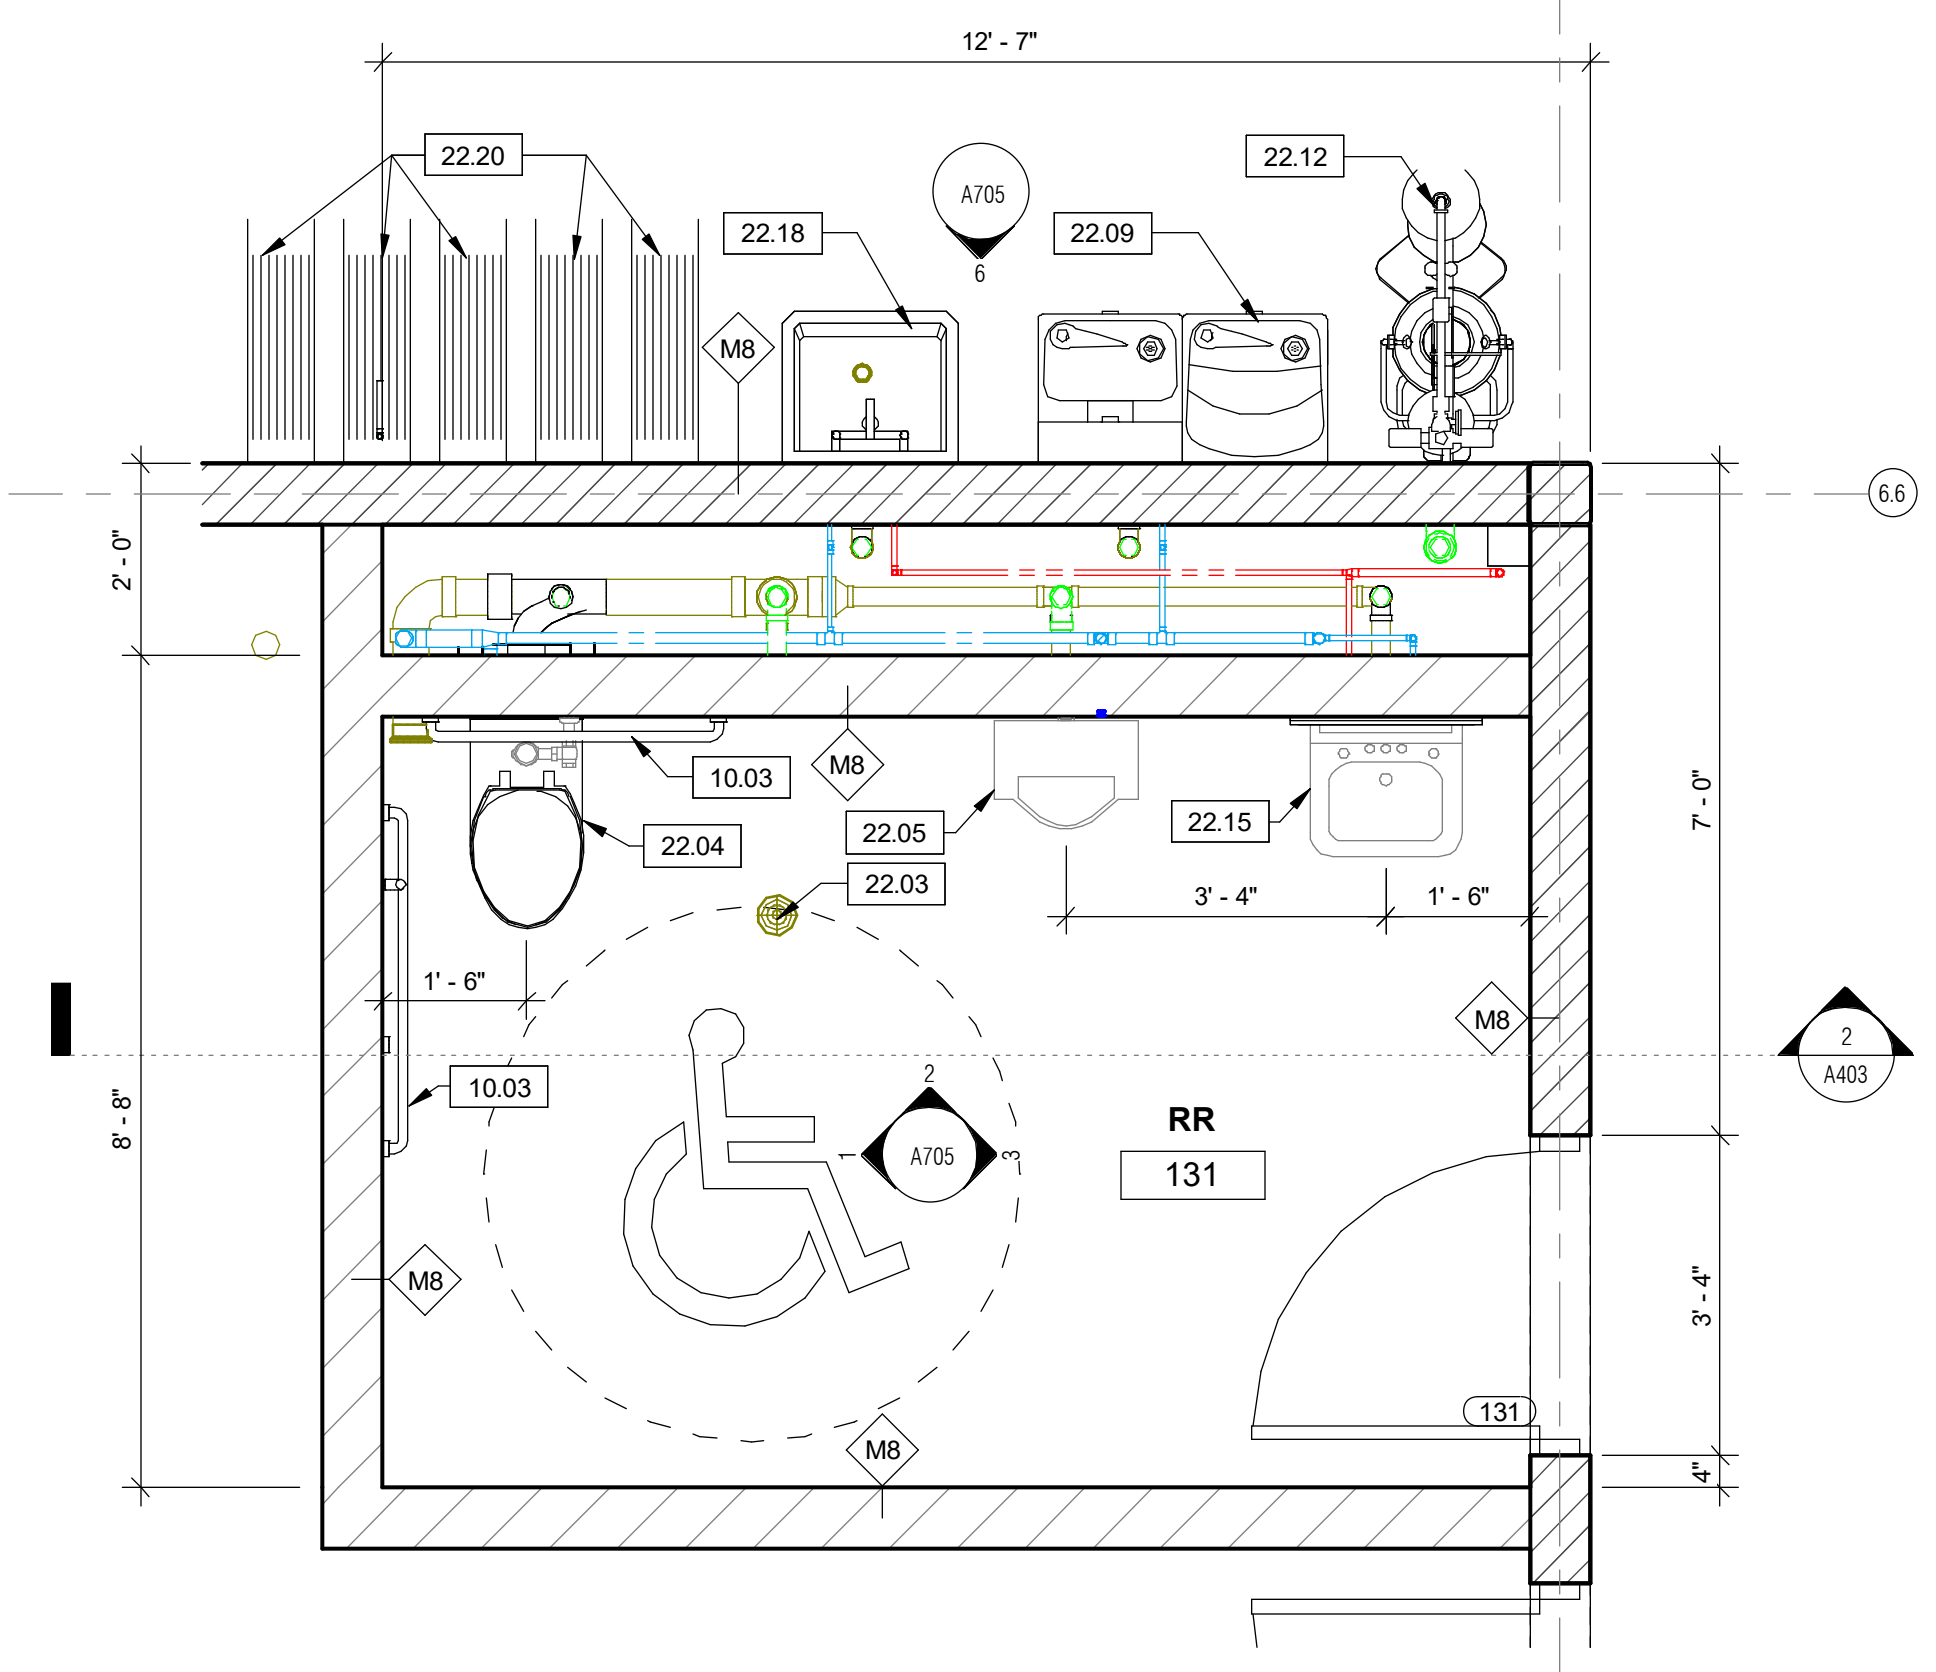 12' - 7"
22.20
22.12
A705
6
22.18
22.09
M8
6.6
2' - 0"
10.03
M8
22.04
22.05
22.15
22.03
7' - 0"
3' - 4"
1' - 6"
1' - 6"
M8
2
A403
10.03
8' - 8"
2
1
A705
3
RR
131
M8
3' - 4"
131
M8
4"